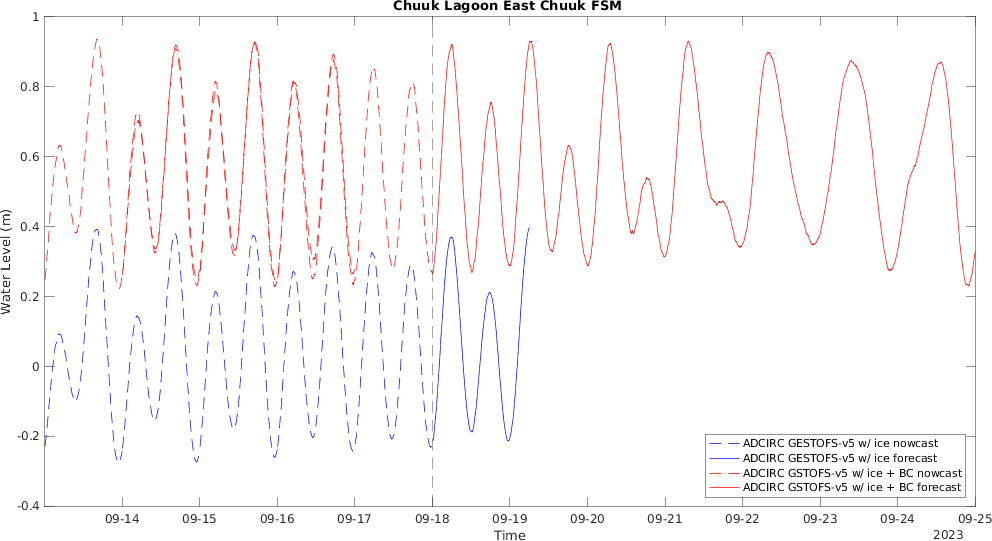 Chuuk Lagoon East Chuuk FSM
1
0.8
0.6
0.4
0.2
0
-0.2
-0.4
Water Level (m)
ADCIRC GESTOFS-v5 w/ ice nowcast
ADCIRC GESTOFS-v5 w/ ice forecast
ADCIRC GSTOFS-v5 w/ ice + BC nowcast
ADCIRC GSTOFS-v5 w/ ice + BC forecast
09-14 09-15 09-16 09-17 09-18 09-19 09-20 09-21 09-22 09-23 09-24 09-25
Time
2023